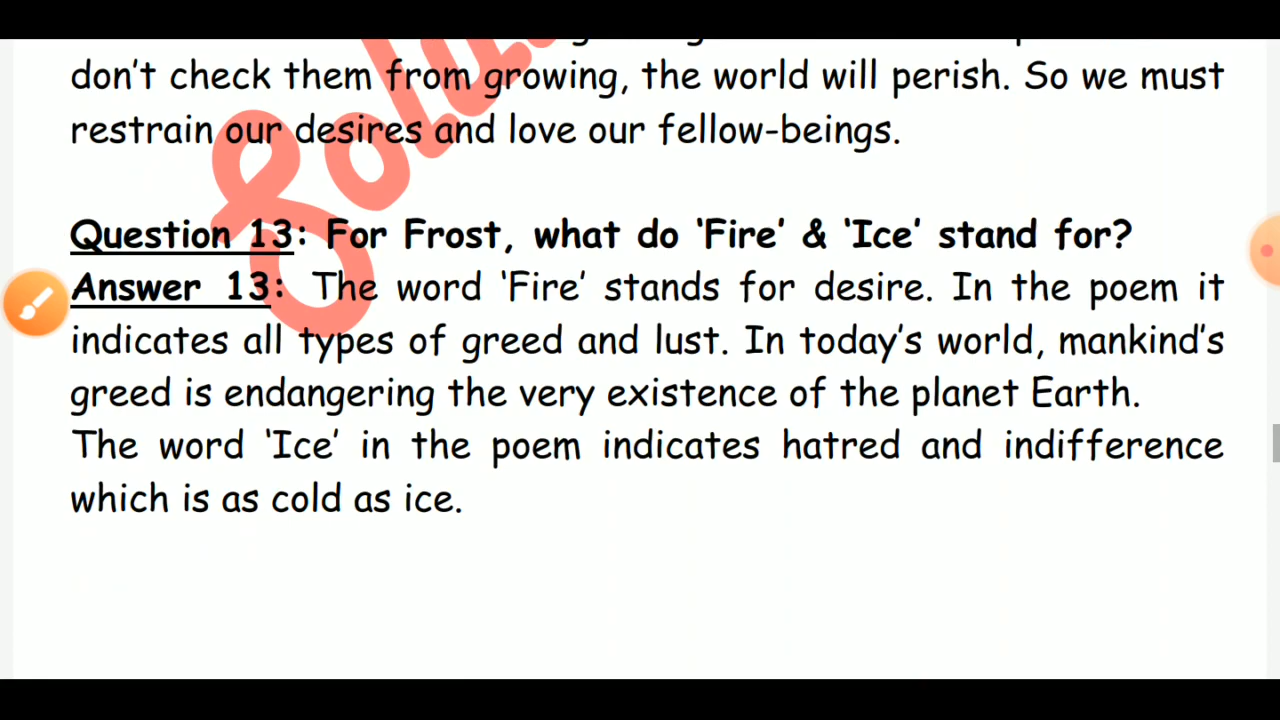 don't check them from growing, the world will perish. So we must
restrain our desires and love our fellow-beings.
Question 13: For Frost, what do 'Fire' & 'Ice' stand for?
Answer 13: The word 'Fire' stands for desire. In the poem it
indicates all types of greed and lust. In today's world, mankind's
greed is endangering the very existence of the planet Earth.
The word 'Ice' in the poem indicates hatred and indifference
which is as cold as ice.